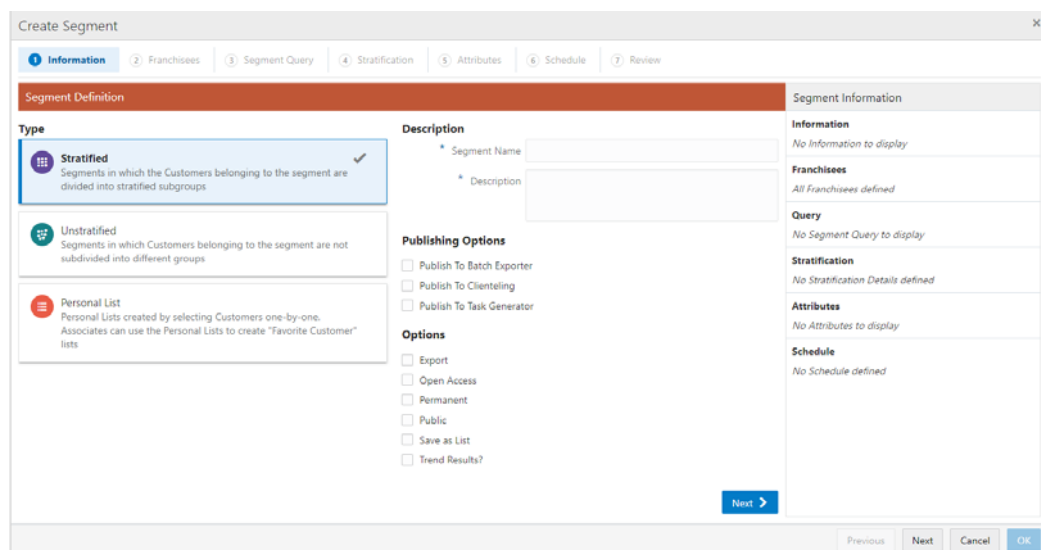 Create Segment
×
1 Information 2 Franchisees 3 Segment Query 4 Stratification 5 Attributes 6 Schedule 7 Review
Segment Definition
Type
Stratified
Segments in which the Customers belonging to the segment are
divided into stratified subgroups
Unstratified
Segments in which Customers belonging to the segment are not
subdivided into different groups
Personal List
Personal Lists created by selecting Customers one-by-one.
Associates can use the Personal Lists to create "Favorite Customer"
lists
Description
* Segment Name
* Description
Publishing Options
Publish To Batch Exporter
Publish To Clienteling
Publish To Task Generator
Options
Export
Open Access
Permanent
Public
Save as List
Trend Results?
Next
Segment Information
Information
No Information to display
Franchisees
All Franchisees defined
Query
No Segment Query to display
Stratification
No Stratification Details defined
Attributes
No Attributes to display
Schedule
No Schedule defined
Previous Next Cancel OK